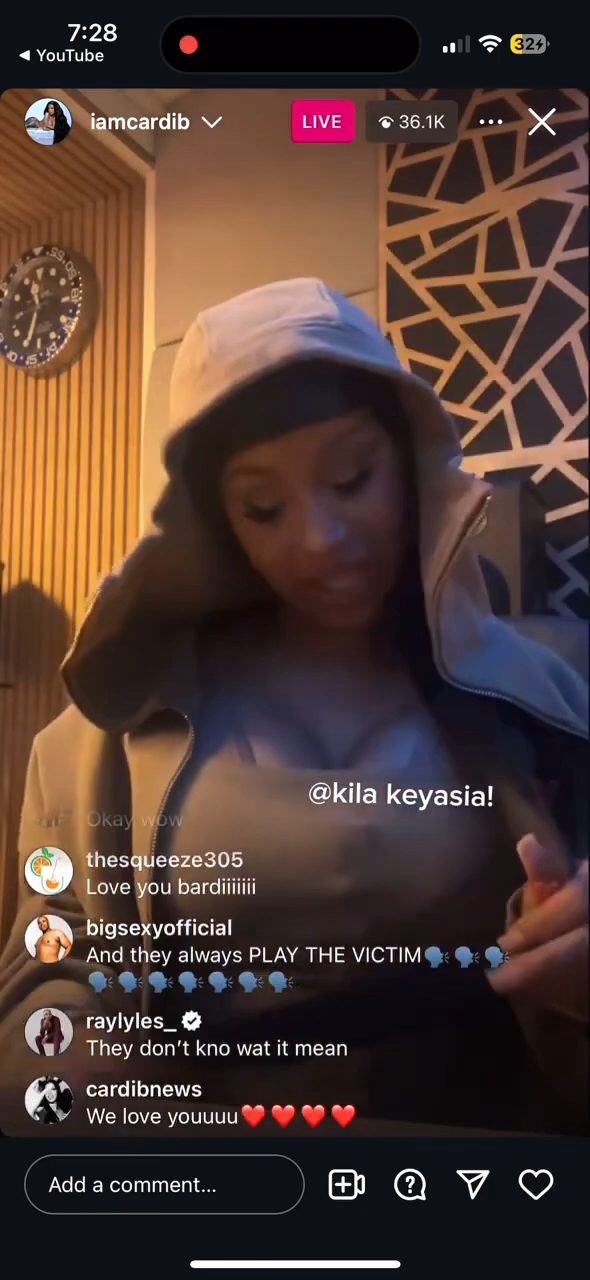 7:28
◀ YouTube
32
iamcardib
LIVE
36.1K
@kila keyasia!
Okay wow
thesqueeze305
Love you bardiiiiiii
bigsexyofficial
And they always PLAY THE VICTIM🗣️🗣️🗣️
🗣️🗣️🗣️🗣️🗣️🗣️🗣️
raylyles_
They don't kno wat it mean
cardibnews
We love youuuu❤️❤️❤️❤️
Add a comment...